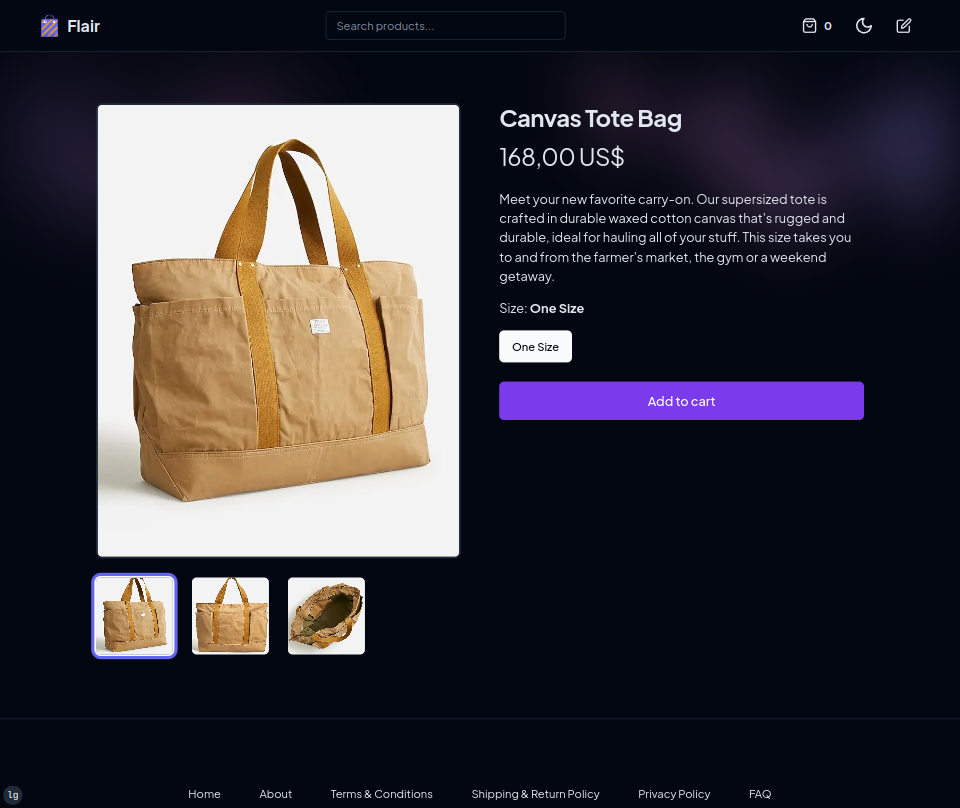 Flair
Search products...
0
Canvas Tote Bag
168,00 US$
Meet your new favorite carry-on. Our supersized tote is
crafted in durable waxed cotton canvas that's rugged and
durable, ideal for hauling all of your stuff. This size takes you
to and from the farmer's market, the gym or a weekend
getaway.
Size: One Size
One Size
Add to cart
Home About Terms & Conditions Shipping & Return Policy Privacy Policy FAQ
lg